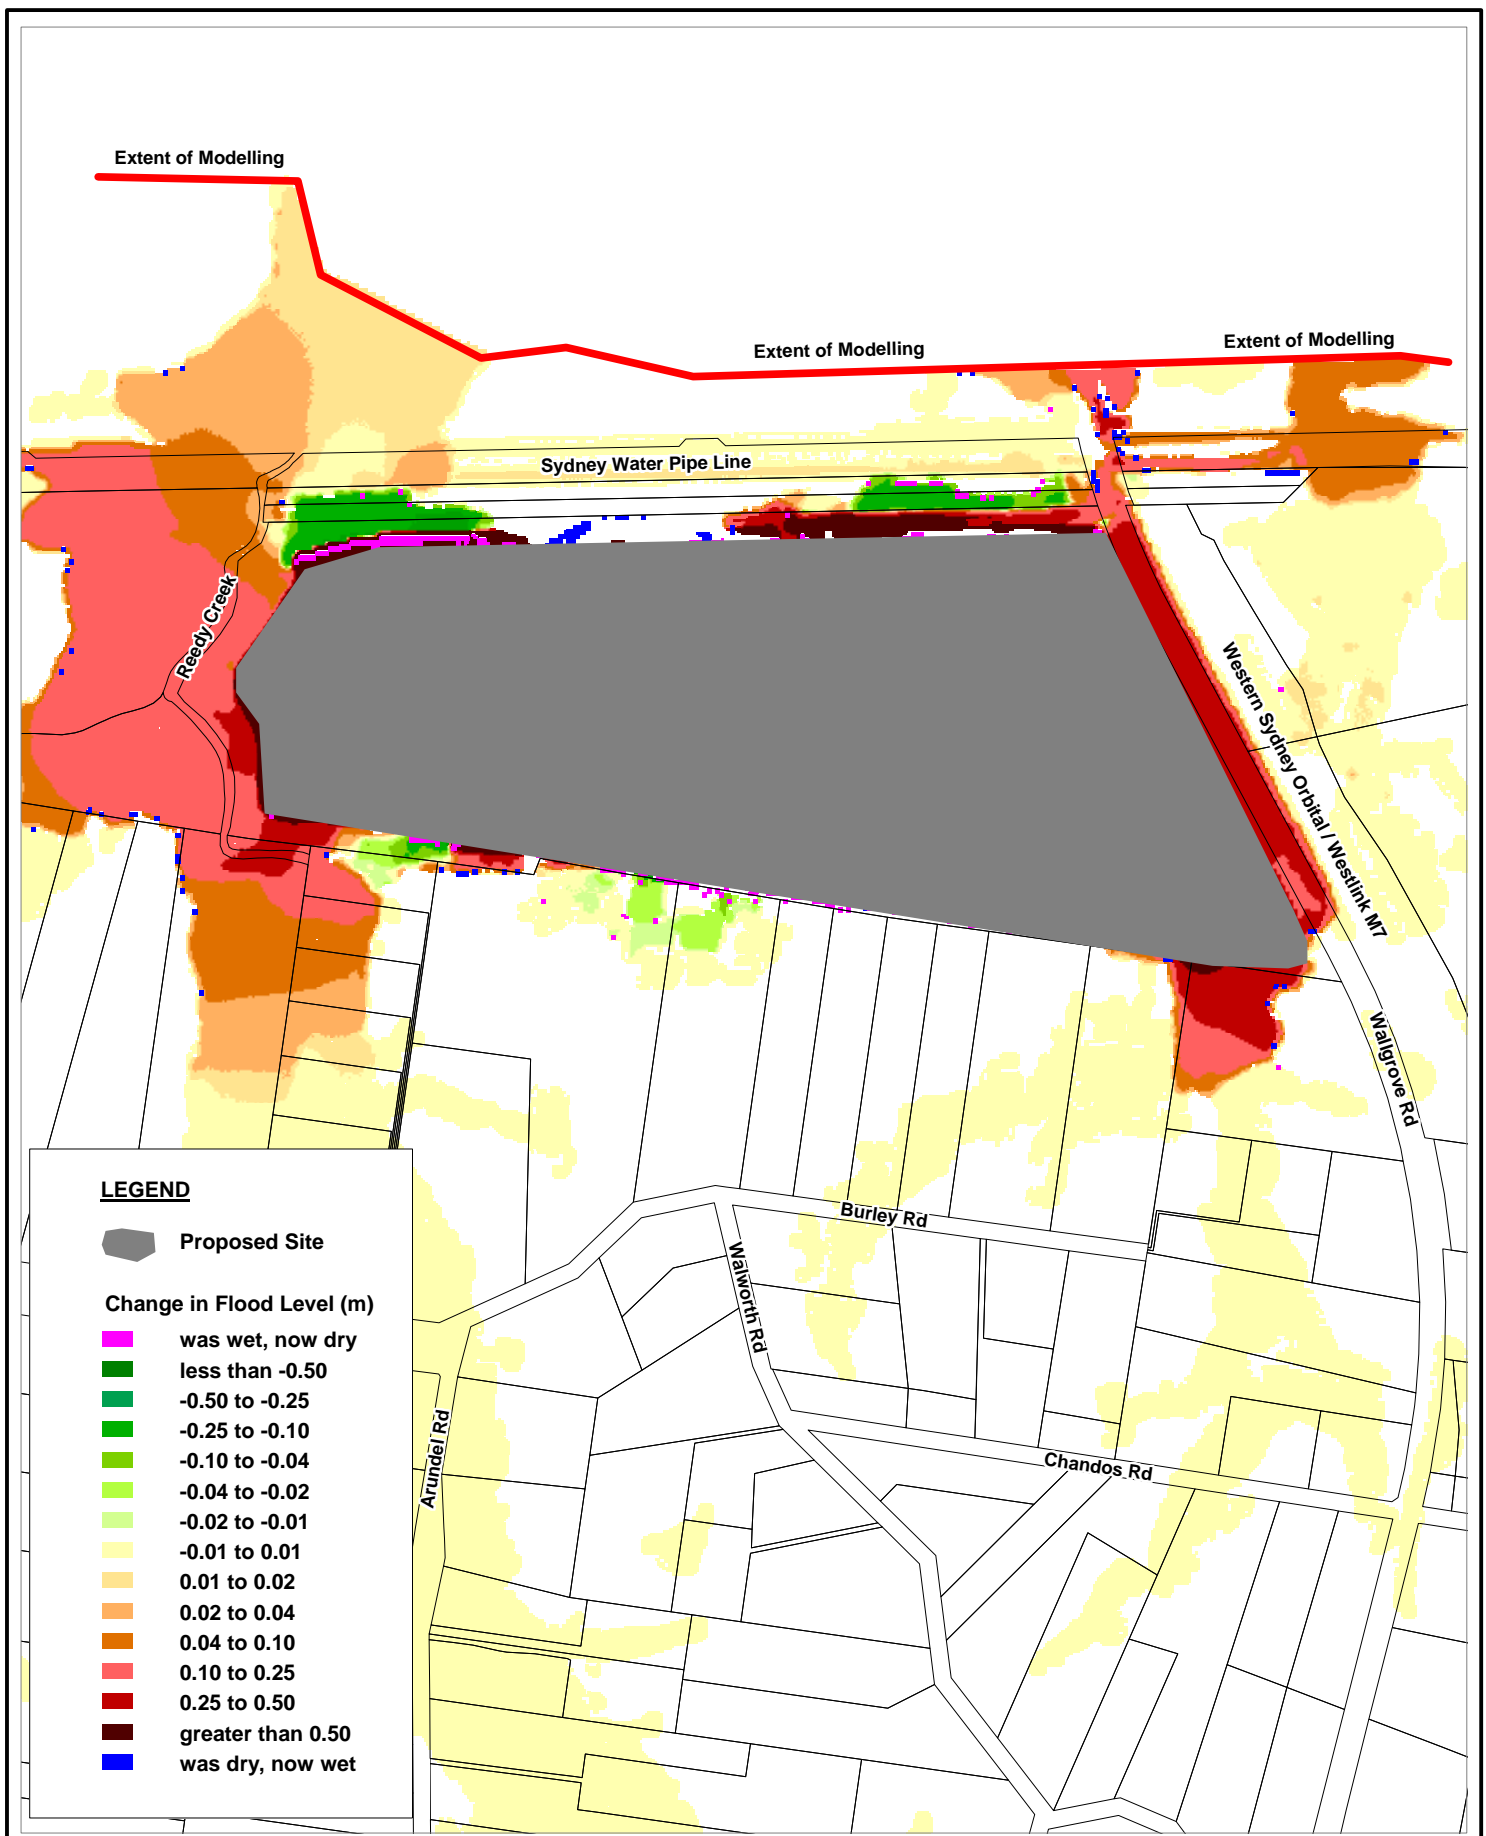 Extent of Modelling
Extent of Modelling
Extent of Modelling
Sydney Water Pipe Line
Reedy Creek
Western Sydney Orbital / Westlink M7
Wallgrove Rd
Burley Rd
Walworth Rd
Arundel Rd
Chandos Rd
LEGEND
Proposed Site
Change in Flood Level (m)
was wet, now dry
less than -0.50
-0.50 to -0.25
-0.25 to -0.10
-0.10 to -0.04
-0.04 to -0.02
-0.02 to -0.01
-0.01 to 0.01
0.01 to 0.02
0.02 to 0.04
0.04 to 0.10
0.10 to 0.25
0.25 to 0.50
greater than 0.50
was dry, now wet